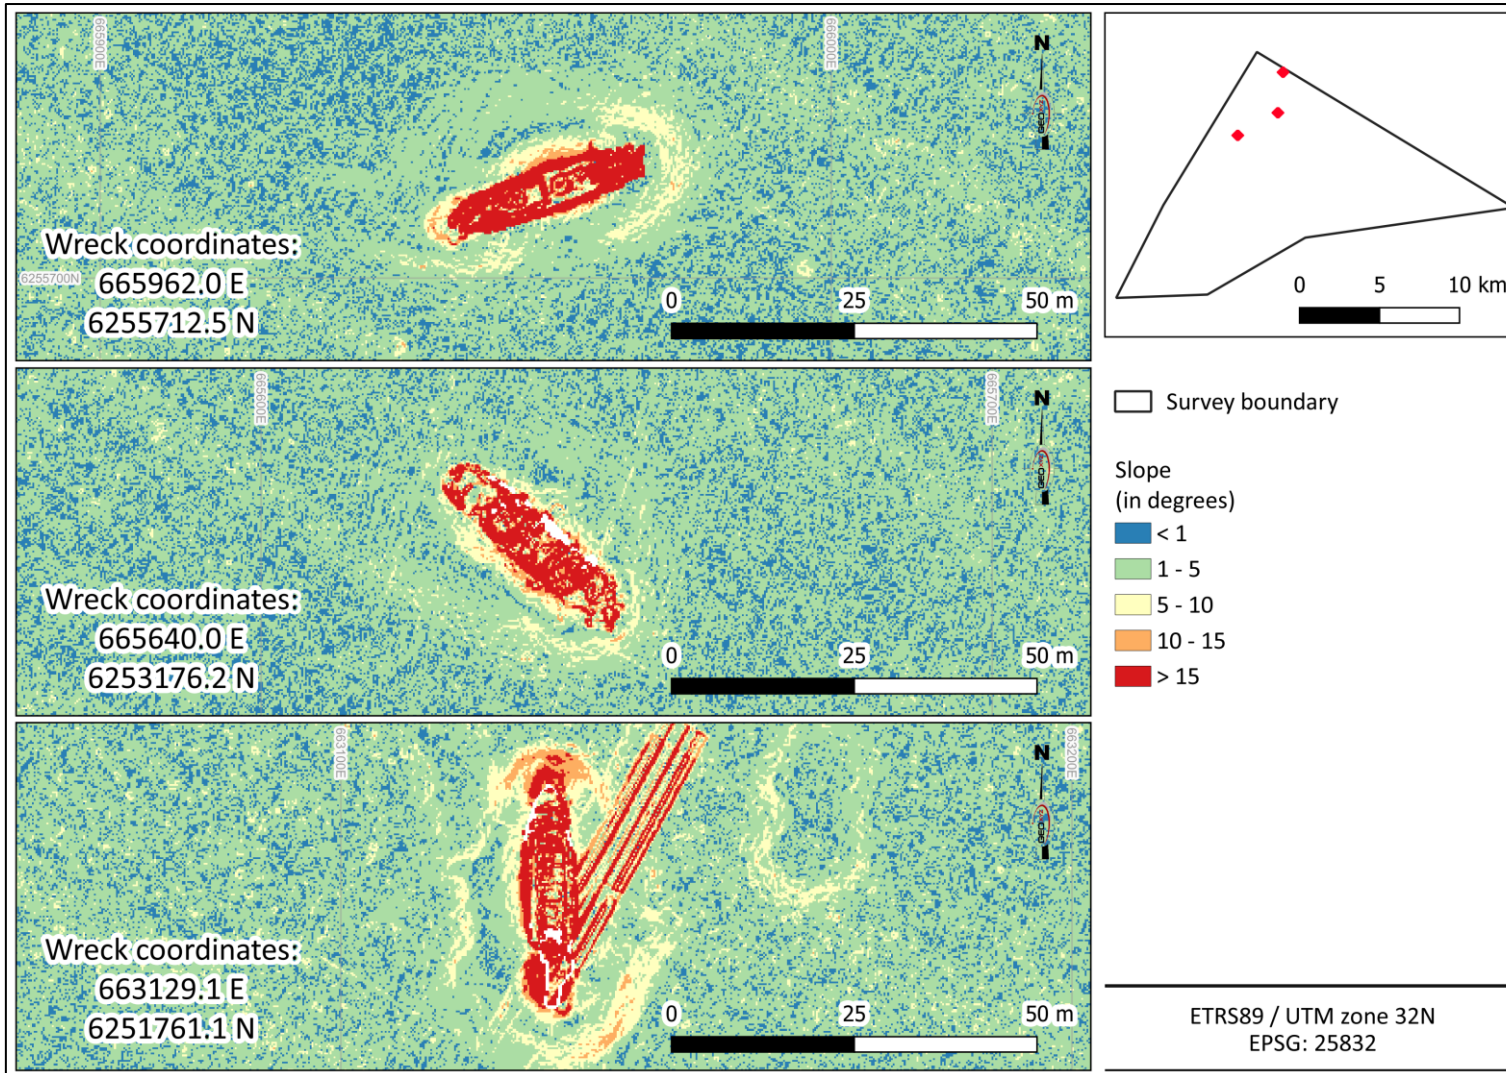 665900E
666000E
N
GEO
Wreck coordinates:
665962.0 E
6255712.5 N
6255700N
0 25 50 m
665600E
665700E
N
GEO
Wreck coordinates:
665640.0 E
6253176.2 N
0 25 50 m
663100E
663200E
N
GEO
Wreck coordinates:
663129.1 E
6251761.1 N
0 25 50 m
0 5 10 km
Survey boundary
Slope
(in degrees)
< 1
1 - 5
5 - 10
10 - 15
> 15
ETRS89 / UTM zone 32N
EPSG: 25832